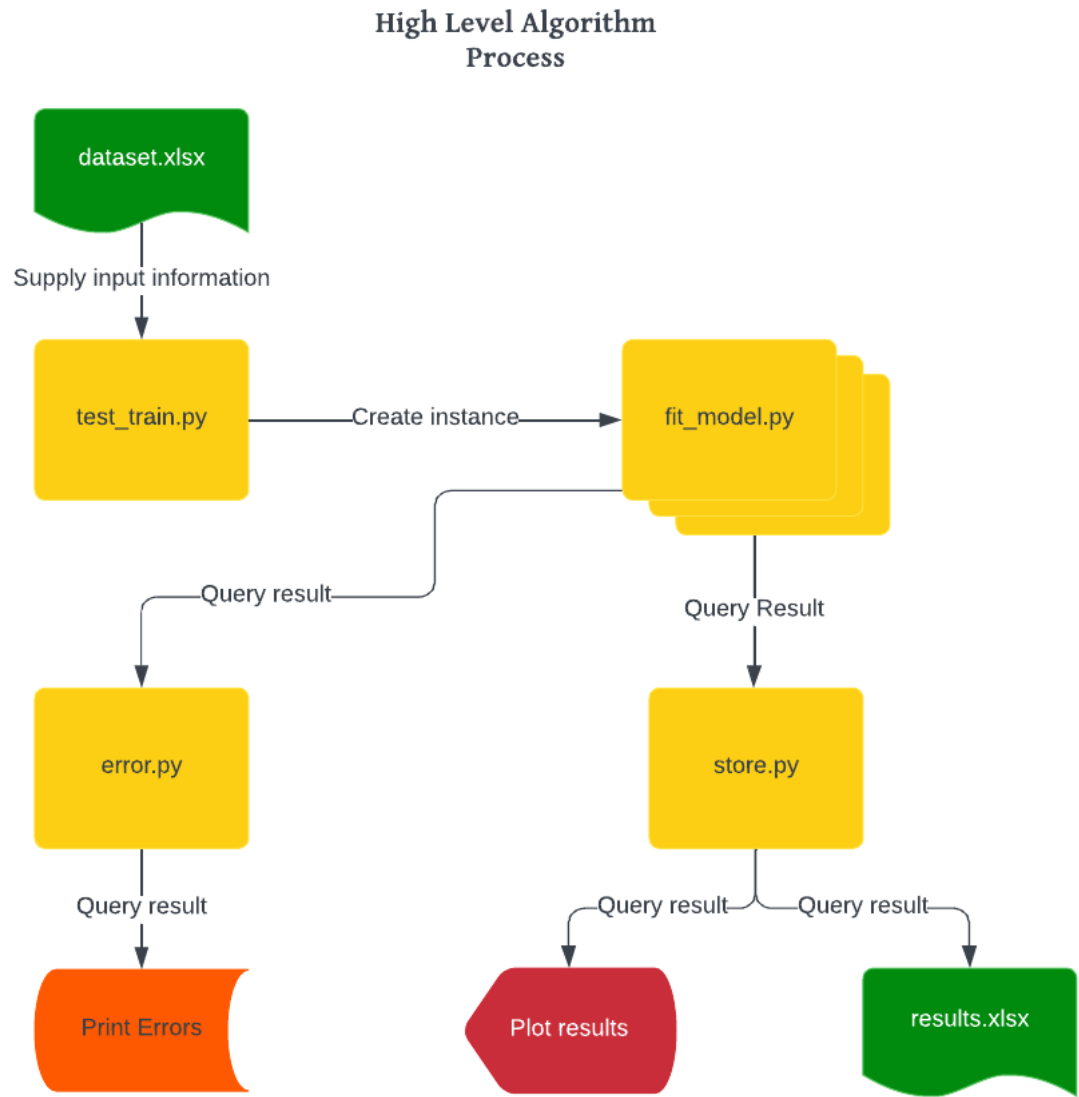 High Level Algorithm
Process
dataset.xlsx
Supply input information
test_train.py
Create instance
fit_model.py
Query result
Query Result
error.py
store.py
Query result
Query result
Query result
Print Errors
Plot results
results.xlsx